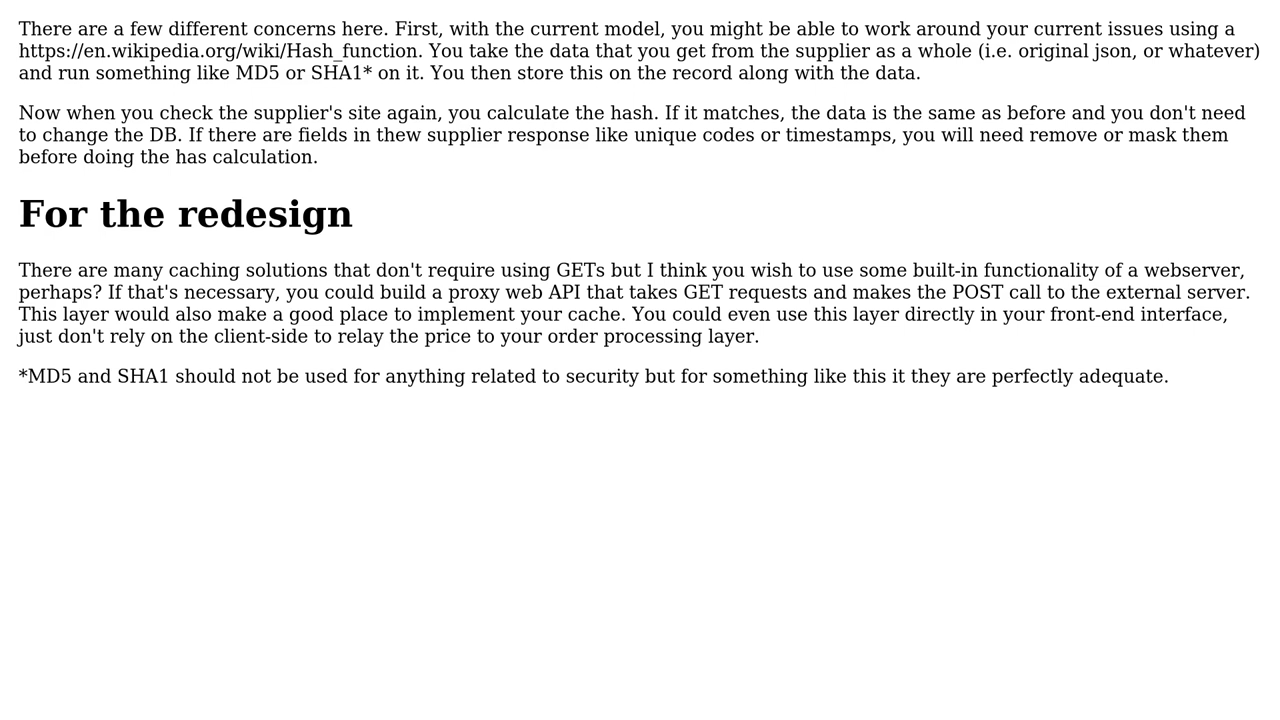 There are a few different concerns here. First, with the current model, you might be able to work around your current issues using a
https://en.wikipedia.org/wiki/Hash_function. You take the data that you get from the supplier as a whole (i.e. original json, or whatever)
and run something like MD5 or SHA1* on it. You then store this on the record along with the data.
Now when you check the supplier's site again, you calculate the hash. If it matches, the data is the same as before and you don't need
to change the DB. If there are fields in thew supplier response like unique codes or timestamps, you will need remove or mask them
before doing the has calculation.
For the redesign
There are many caching solutions that don't require using GETs but I think you wish to use some built-in functionality of a webserver,
perhaps? If that's necessary, you could build a proxy web API that takes GET requests and makes the POST call to the external server.
This layer would also make a good place to implement your cache. You could even use this layer directly in your front-end interface,
just don't rely on the client-side to relay the price to your order processing layer.
*MD5 and SHA1 should not be used for anything related to security but for something like this it they are perfectly adequate.